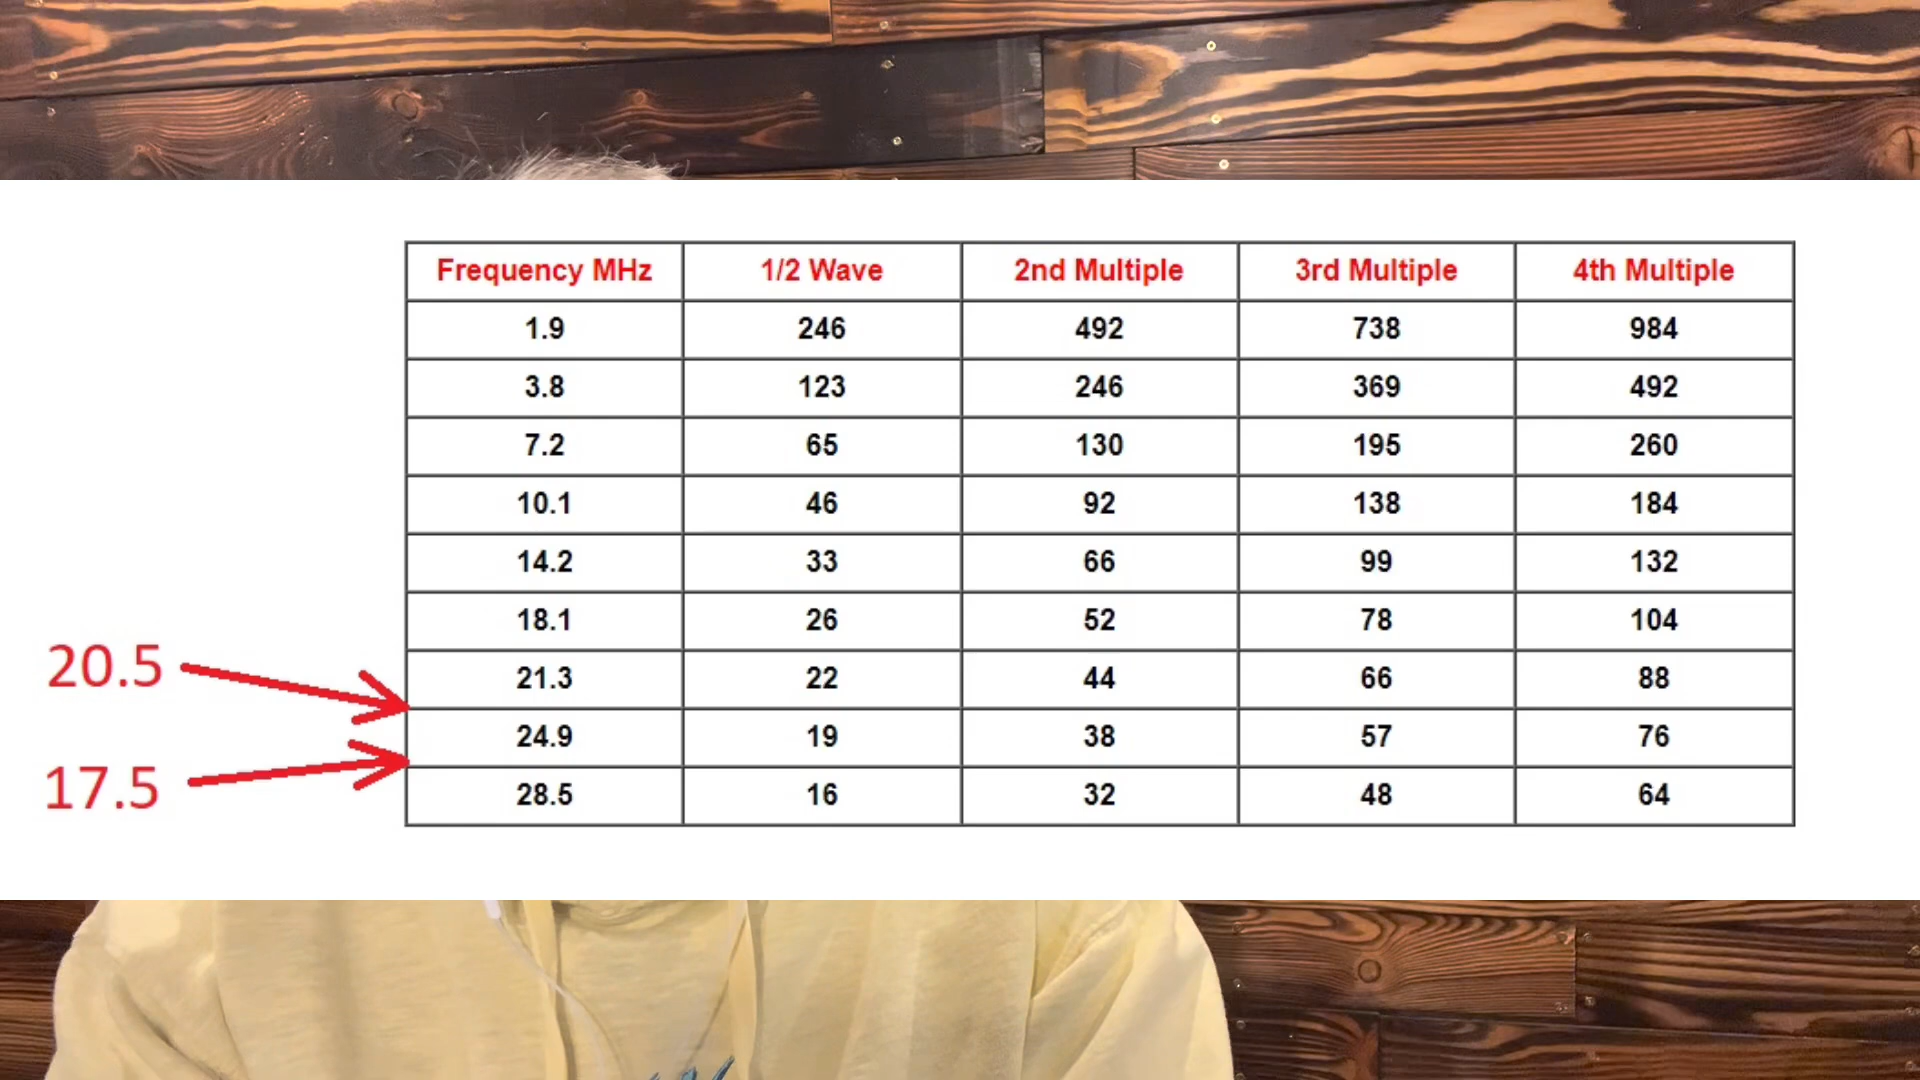 Frequency MHz 1/2 Wave 2nd Multiple 3rd Multiple 4th Multiple
1.9 246 492 738 984
3.8 123 246 369 492
7.2 65 130 195 260
10.1 46 92 138 184
14.2 33 66 99 132
18.1 26 52 78 104
20.5
21.3 22 44 66 88
24.9 19 38 57 76
17.5
28.5 16 32 48 64